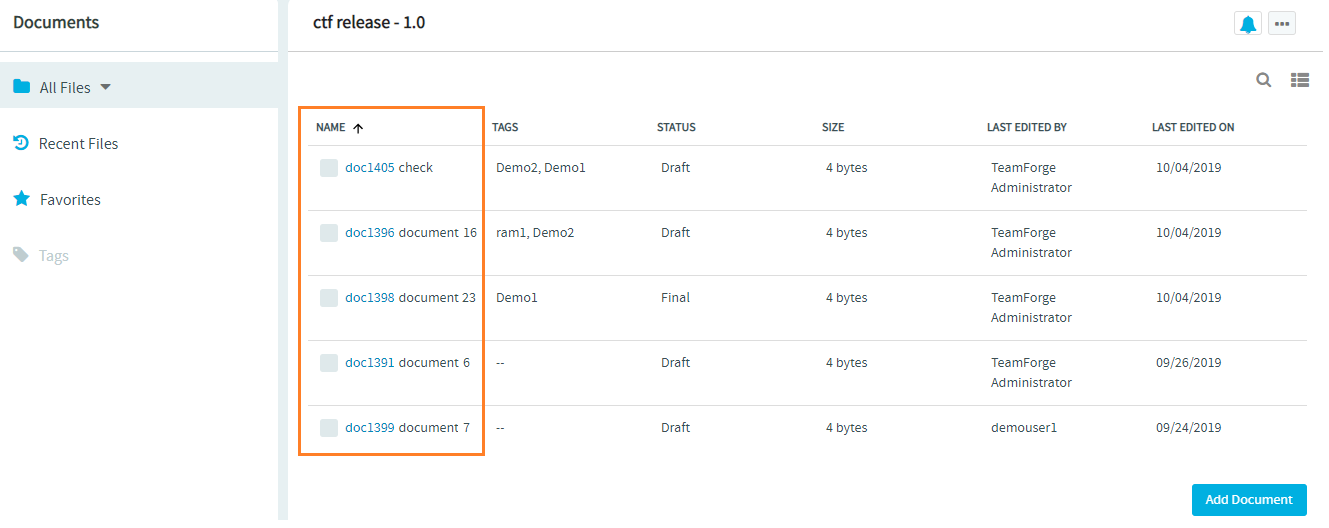 Documents
All Files
Recent Files
Favorites
Tags
ctf release - 1.0
NAME TAGS STATUS SIZE LAST EDITED BY LAST EDITED ON
doc1405 check Demo2, Demo1 Draft 4 bytes TeamForge 10/04/2019
Administrator
doc1396 document 16 ram1, Demo2 Draft 4 bytes TeamForge 10/04/2019
Administrator
doc1398 document 23 Demo1 Final 4 bytes TeamForge 10/04/2019
Administrator
doc1391 document 6 -- Draft 4 bytes TeamForge 09/26/2019
Administrator
doc1399 document 7 -- Draft 4 bytes demouser1 09/24/2019
Add Document